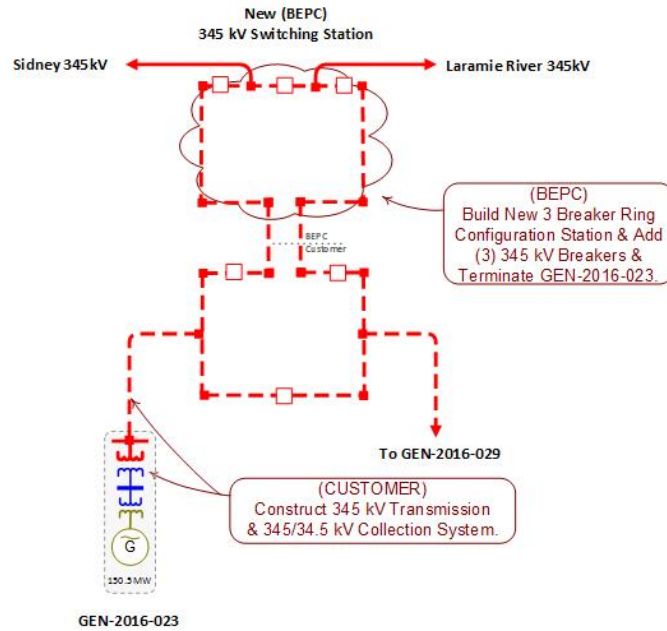 New (BEPC)
345 kV Switching Station
Sidney 345kV
Laramie River 345kV
(BEPC)
Build New 3 Breaker Ring
Configuration Station & Add
(3) 345 kV Breakers &
Terminate GEN-2016-023.
BEPC
Customer
To GEN-2016-029
(CUSTOMER)
Construct 345 kV Transmission
& 345/34.5 kV Collection System.
G
150.5 MW
GEN-2016-023